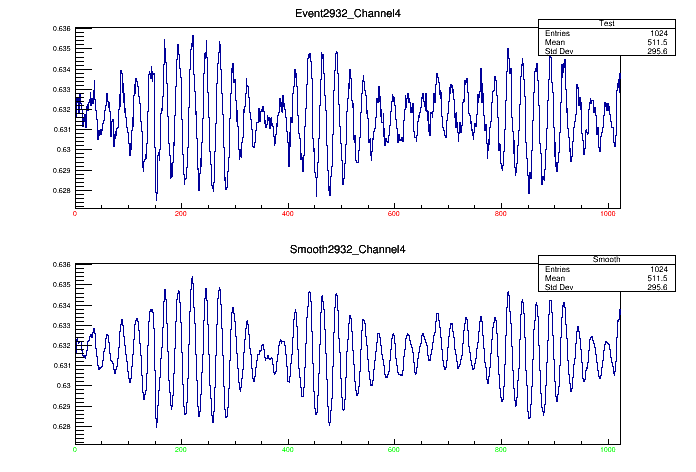 Event2932_Channel4
Test
Entries 1024
Mean 511.5
Std Dev 295.6
0.636
0.635
0.634
0.633
0.632
0.631
0.63
0.629
0.628
0 200 400 600 800 1000
Smooth2932_Channel4
Smooth
Entries 1024
Mean 511.5
Std Dev 295.6
0.636
0.635
0.634
0.633
0.632
0.631
0.63
0.629
0.628
0 200 400 600 800 1000